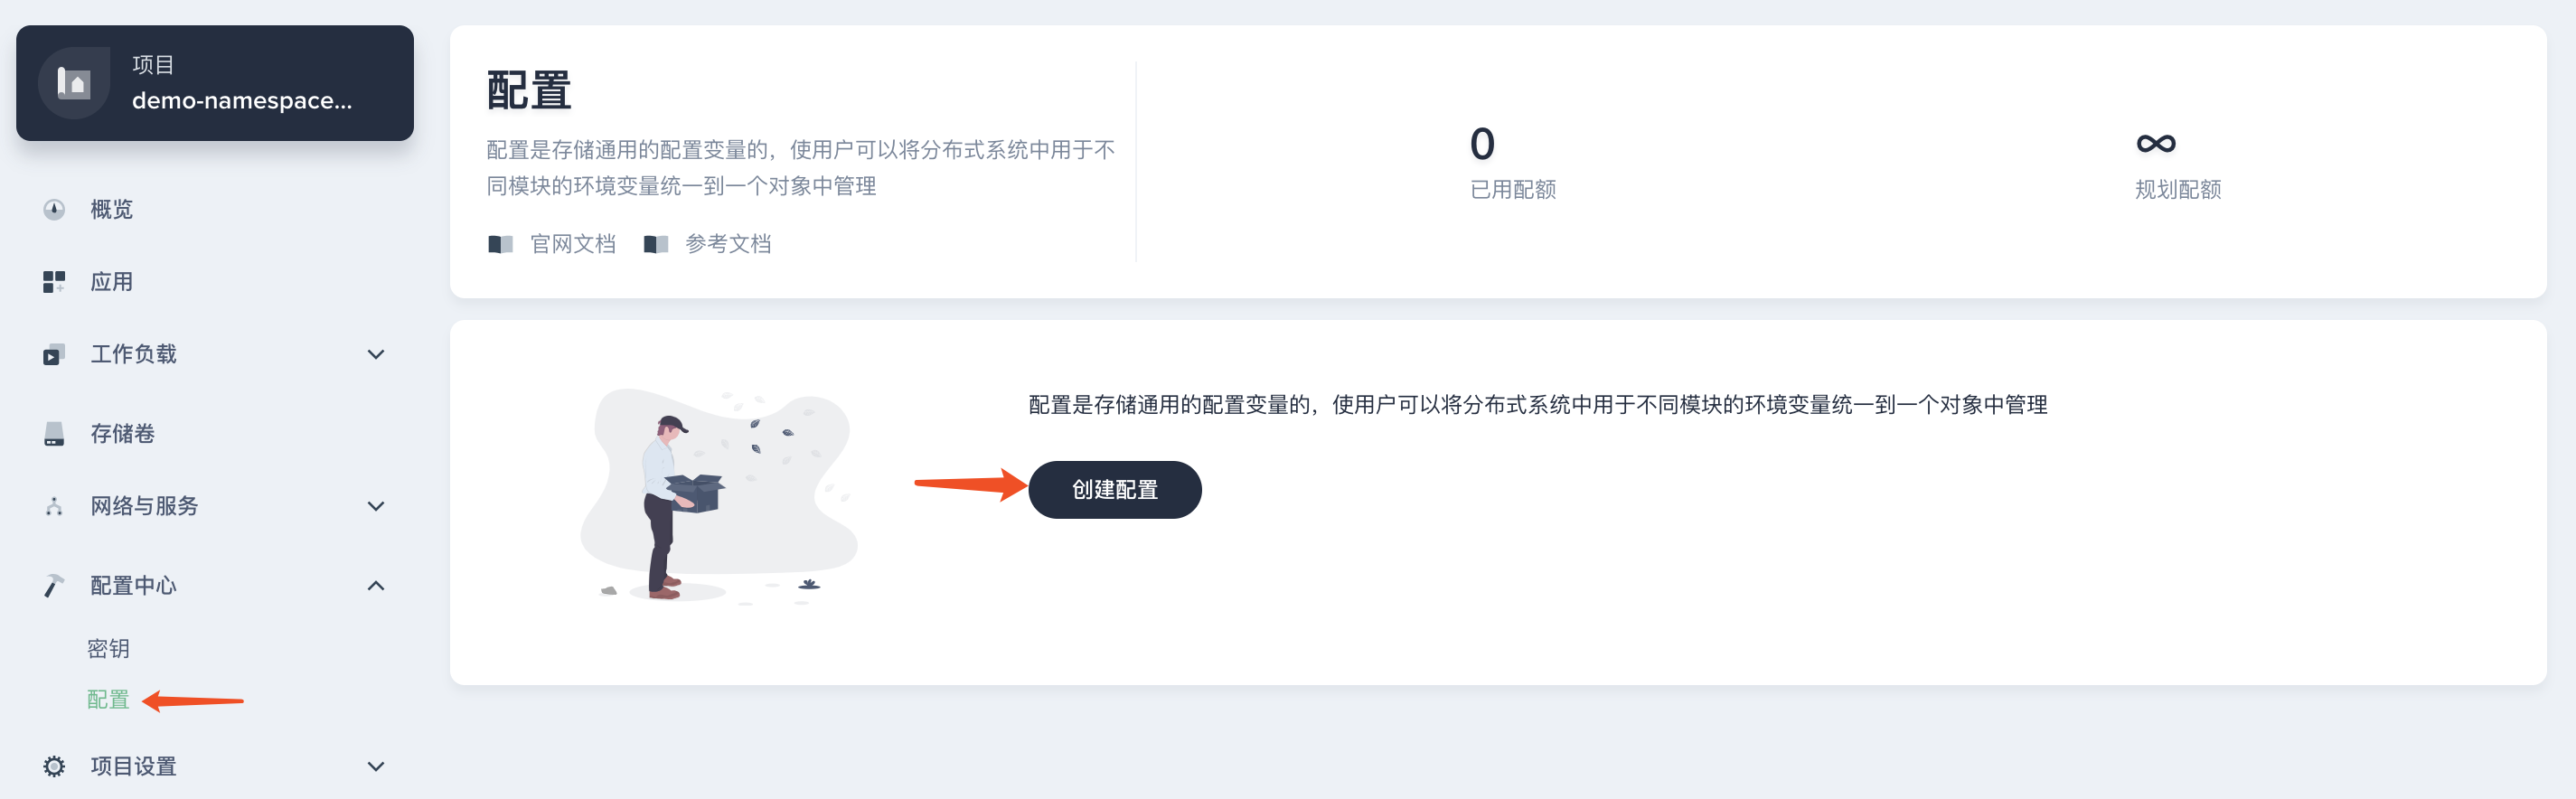 项目
demo-namespace...
概览
应用
工作负载
存储卷
网络与服务
配置中心
密钥
配置
项目设置
配置
配置是存储通用的配置变量的，使用户可以将分布式系统中用于不
同模块的环境变量统一到一个对象中管理
官网文档 参考文档
0
已用配额
∞
规划配额
配置是存储通用的配置变量的，使用户可以将分布式系统中用于不同模块的环境变量统一到一个对象中管理
创建配置